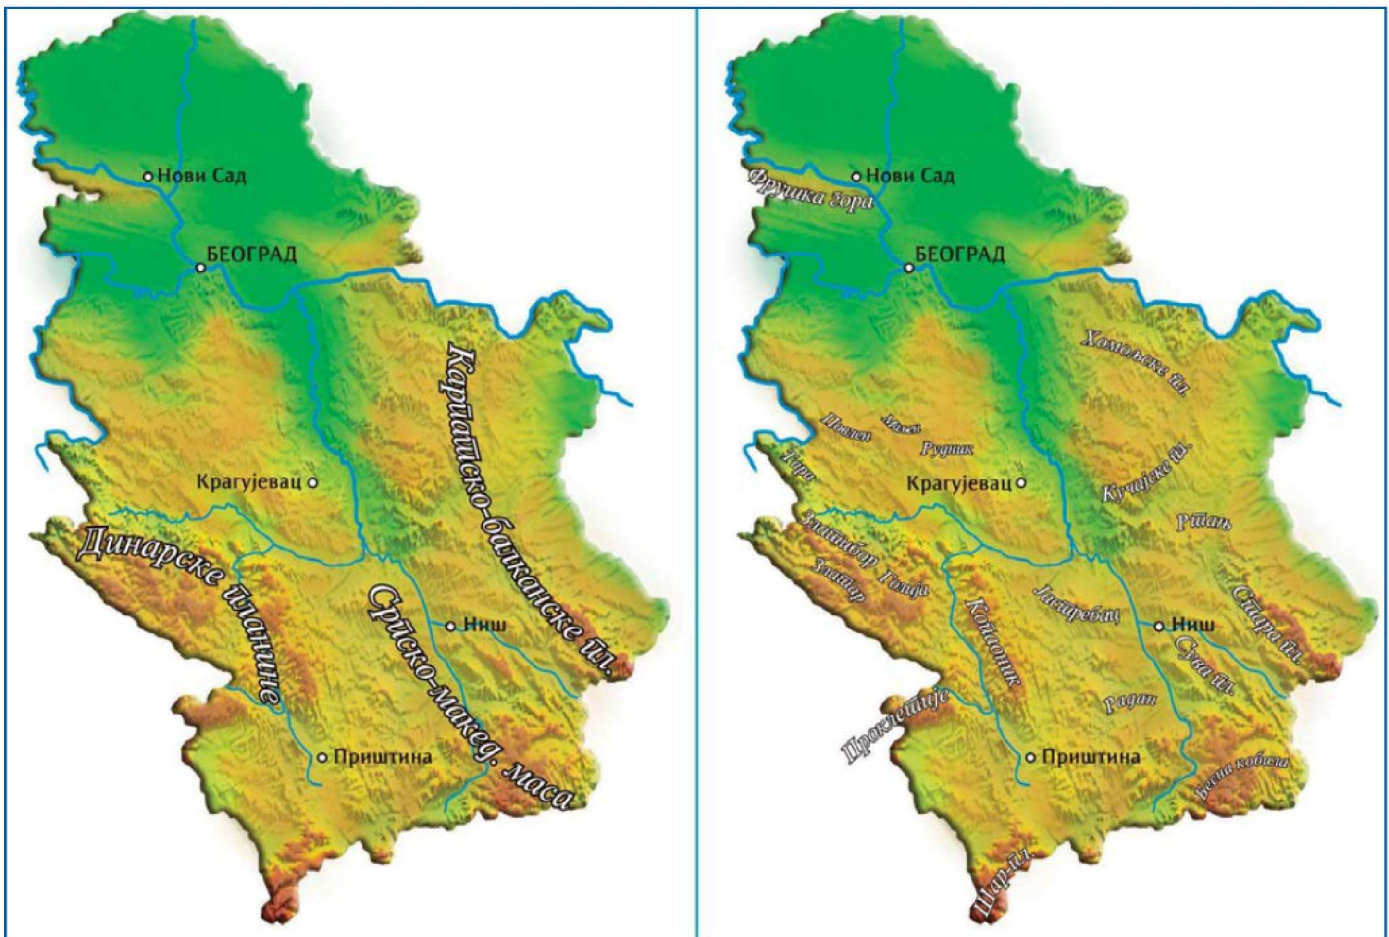 Нови Сад
БЕОГРАД
Карпатско-балканске пл.
Крагујевац
Динарске планине
Српско-макед. маса
Ниш
Приштина
Нови Сад
Фрушка гора
БЕОГРАД
Хомољске пл.
Повлен
Маљен
Рудник
Тара
Крагујевац
Кучајске пл.
Ртањ
Златибор
Златар
Голија
Копаоник
Јастребац
Ниш
Стара пл.
Сува пл.
Радан
Проклетије
Приштина
Бесна кобила
Шар-пл.